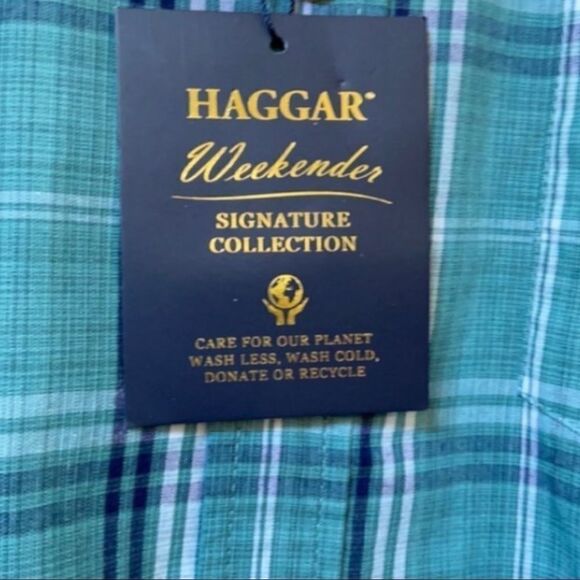 HAGGAR®
Weekender
SIGNATURE
COLLECTION
CARE FOR OUR PLANET
WASH LESS, WASH COLD,
DONATE OR RECYCLE